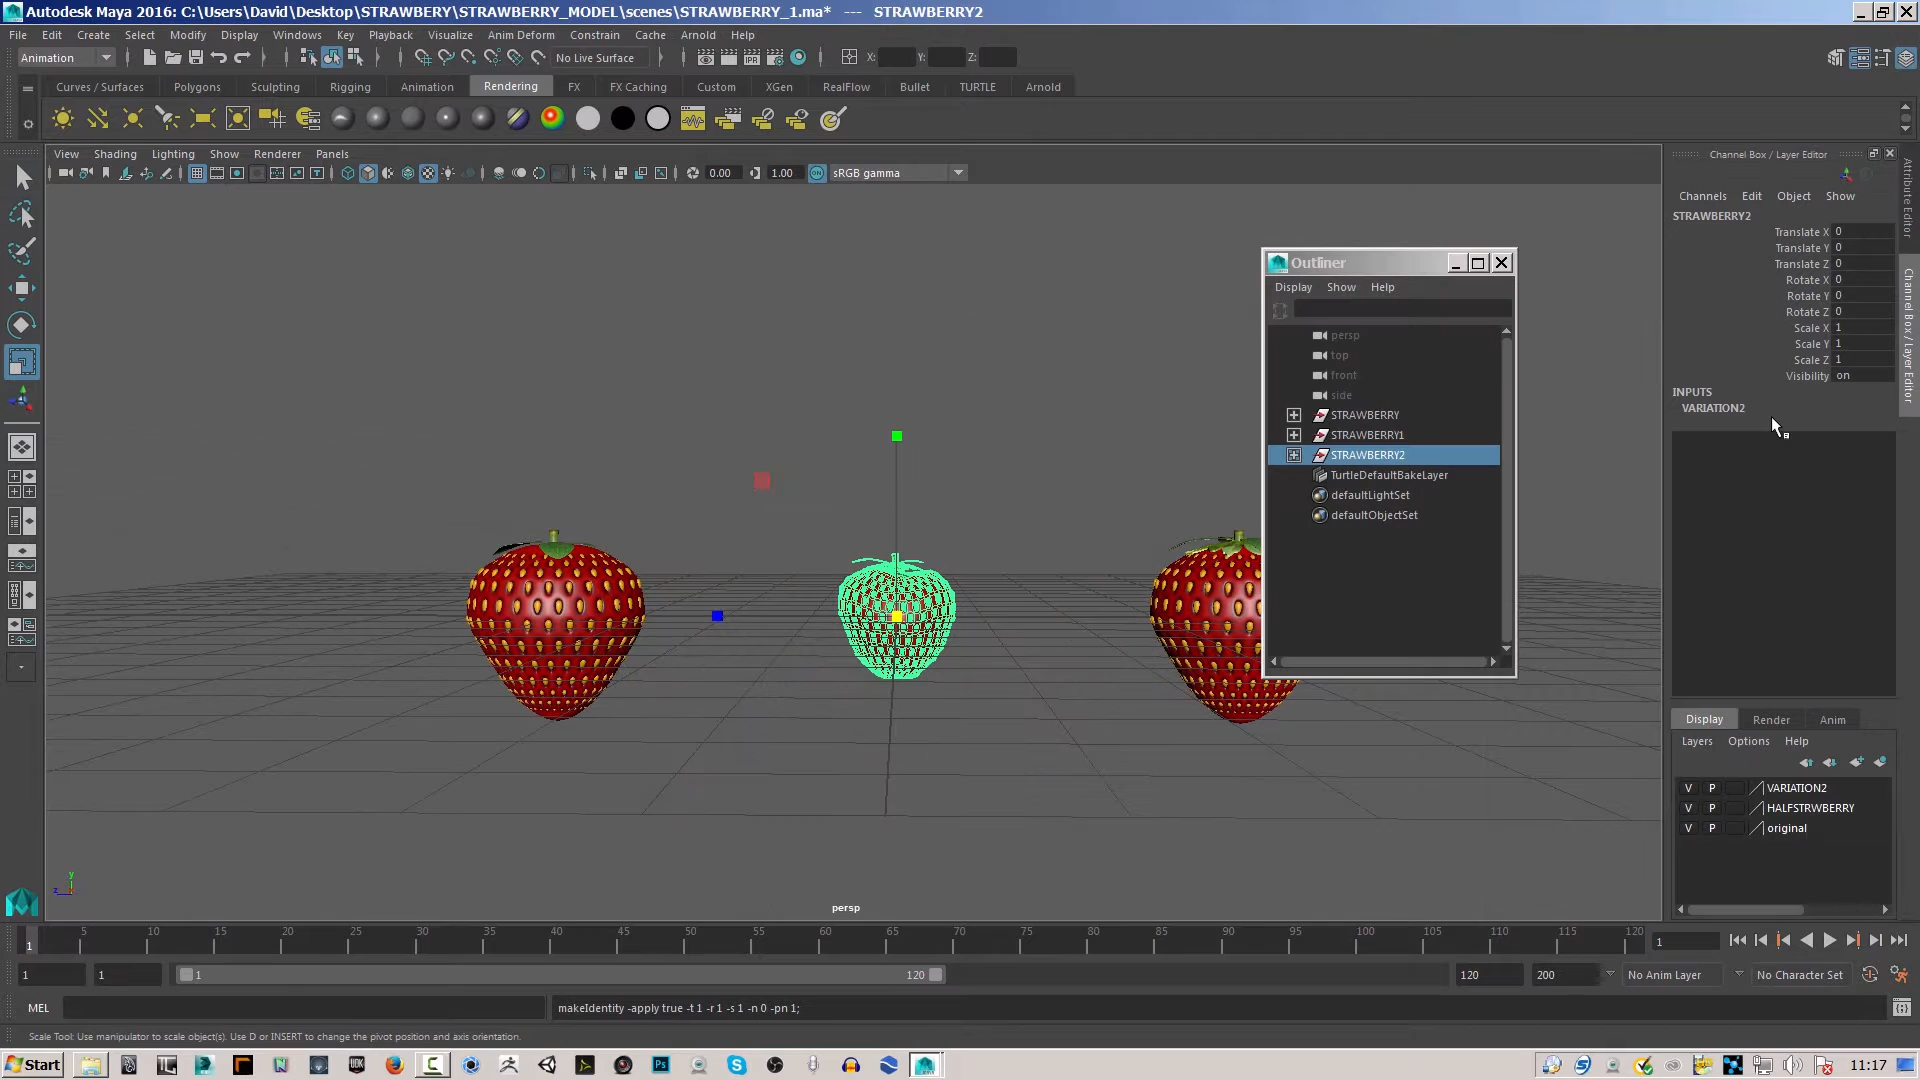 Autodesk Maya 2016: C:\Users\David\Desktop\STRAWBERY\STRAWBERRY_MODEL\scenes\STRAWBERRY_1.ma* --- STRAWBERRY2
File Edit Create Select Modify Display Windows Key Playback Visualize Anim Deform Constrain Cache Arnold Help
Animation No Live Surface X: Y: Z:
Curves / Surfaces Polygons Sculpting Rigging Animation Rendering FX FX Caching Custom XGen RealFlow Bullet TURTLE Arnold
View Shading Lighting Show Renderer Panels
0.00 1.00 ON sRGB gamma
Channel Box / Layer Editor
Channels Edit Object Show
STRAWBERRY2
Translate X 0
Translate Y 0
Translate Z 0
Rotate X 0
Rotate Y 0
Rotate Z 0
Scale X 1
Scale Y 1
Scale Z 1
Visibility on
INPUTS
VARIATION2
Attribute Editor
Channel Box / Layer Editor
Outliner
Display Show Help
persp
top
front
side
STRAWBERRY
STRAWBERRY1
STRAWBERRY2
TurtleDefaultBakeLayer
defaultLightSet
defaultObjectSet
Display Render Anim
Layers Options Help
V P VARIATION2
V P HALFSTRWBERRY
V P original
y
z
persp
1 5 10 15 20 25 30 35 40 45 50 55 60 65 70 75 80 85 90 95 100 105 110 115 120 1
1 1 1 120 120 200 No Anim Layer No Character Set
MEL makeIdentity -apply true -t 1 -r 1 -s 1 -n 0 -pn 1;
Scale Tool: Use manipulator to scale object(s). Use D or INSERT to change the pivot position and axis orientation.
Start 11:17